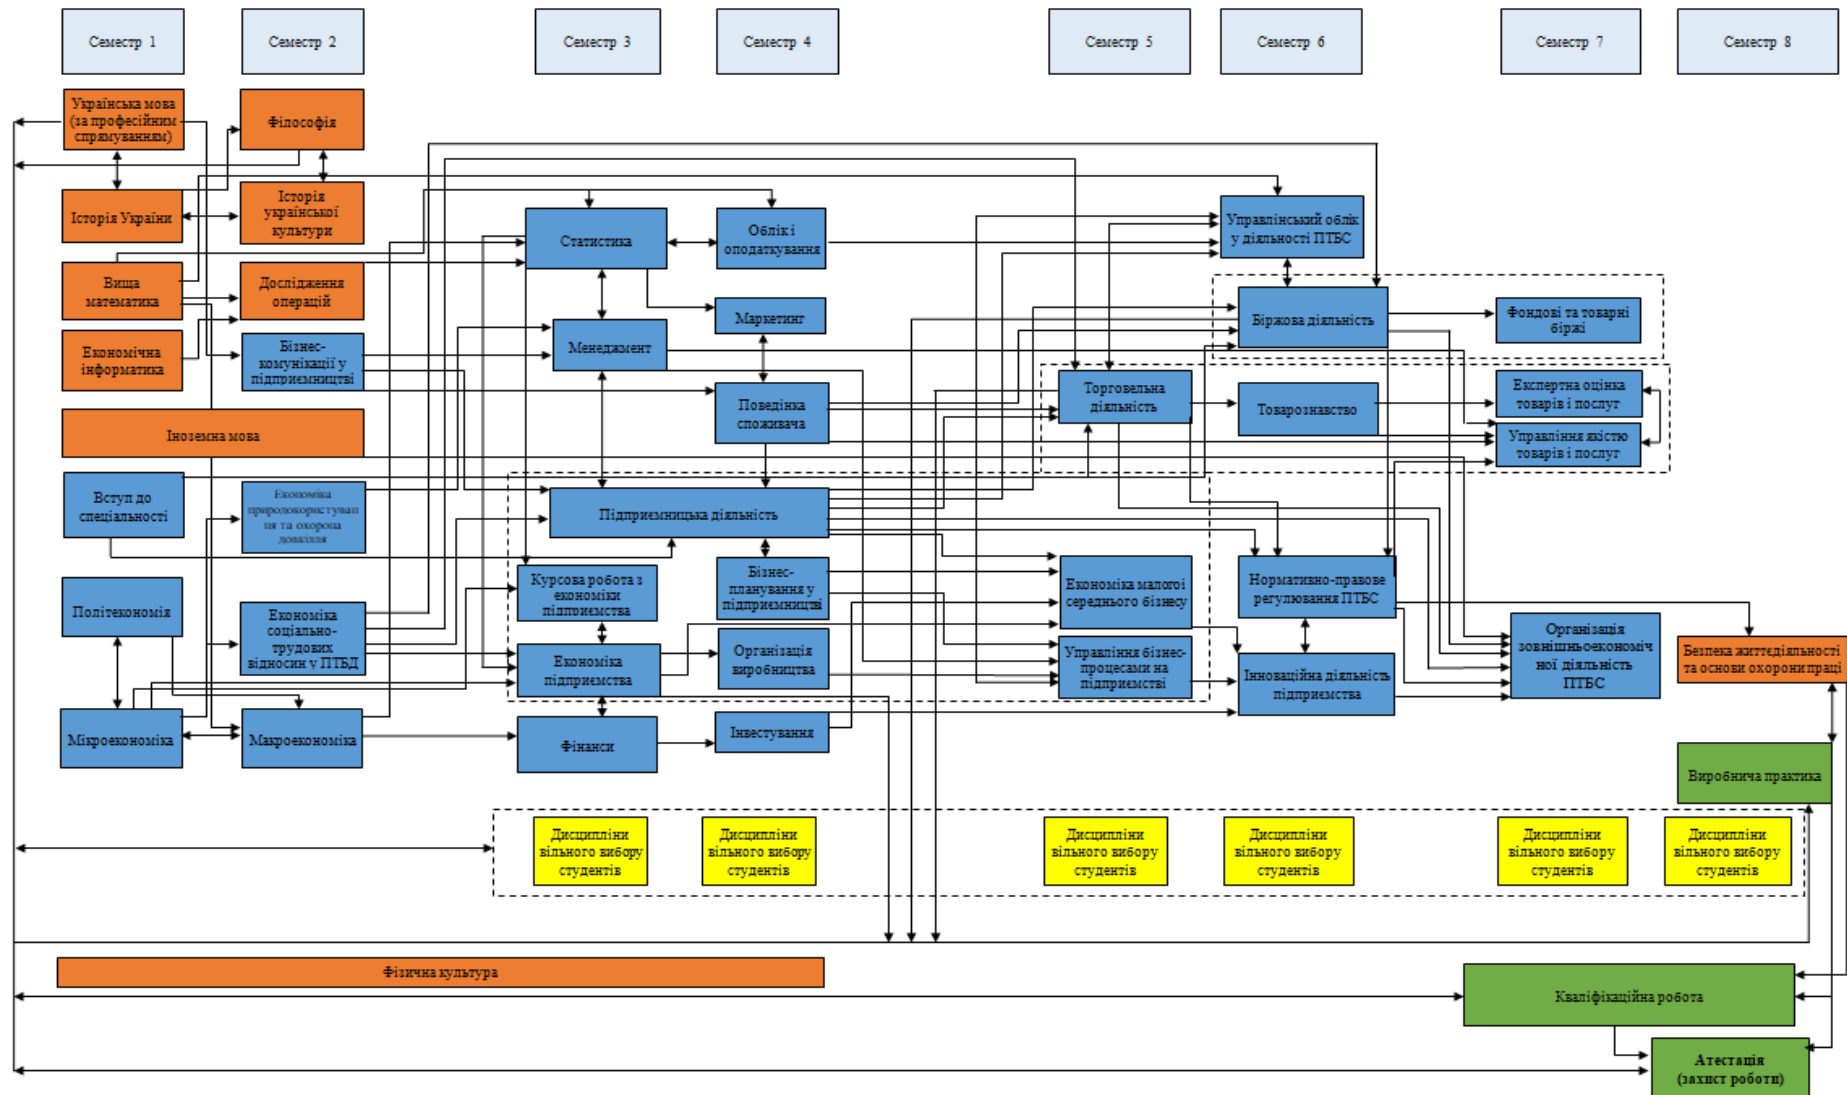 Семестр 1
Семестр 2
Семестр 3
Семестр 4
Семестр 5
Семестр 6
Семестр 7
Семестр 8
Українська мова
(за професійним
спрямуванням)
Філософія
Історія України
Історія
української
культури
Вища
математика
Дослідження
операцій
Економічна
інформатика
Бізнес-
комунікації у
підприємництві
Іноземна мова
Вступ до
спеціальності
Економіка
природокористуван
ня та охорона
довкілля
Політекономія
Економіка
соціально-
трудових
відносин у ПТБД
Мікроекономіка
Макроекономіка
Статистика
Облік і
оподаткування
Менеджмент
Маркетинг
Поведінка
споживача
Підприємницька діяльність
Курсова робота з
економіки
підприємства
Бізнес-
планування у
підприємництві
Економіка
підприємства
Організація
виробництва
Фінанси
Інвестування
Управлінський облік
у діяльності ПТБС
Біржова діяльність
Фондові та товарні
біржі
Торговельна
діяльність
Товарознавство
Експертна оцінка
товарів і послуг
Управління якістю
товарів і послуг
Економіка малогоі
середнього бізнесу
Нормативно-правове
регулювання ПТБС
Управління бізнес-
процесами на
підприємстві
Інноваційна діяльність
підприємства
Організація
зовнішньоекономіч
ної діяльність
ПТБС
Безпека життєдіяльності
та основи охорони праці
Виробнича практика
Дисципліни
вільного вибору
студентів
Дисципліни
вільного вибору
студентів
Дисципліни
вільного вибору
студентів
Дисципліни
вільного вибору
студентів
Дисципліни
вільного вибору
студентів
Дисципліни
вільного вибору
студентів
Фізична культура
Кваліфікаційна робота
Атестація
(захист роботи)